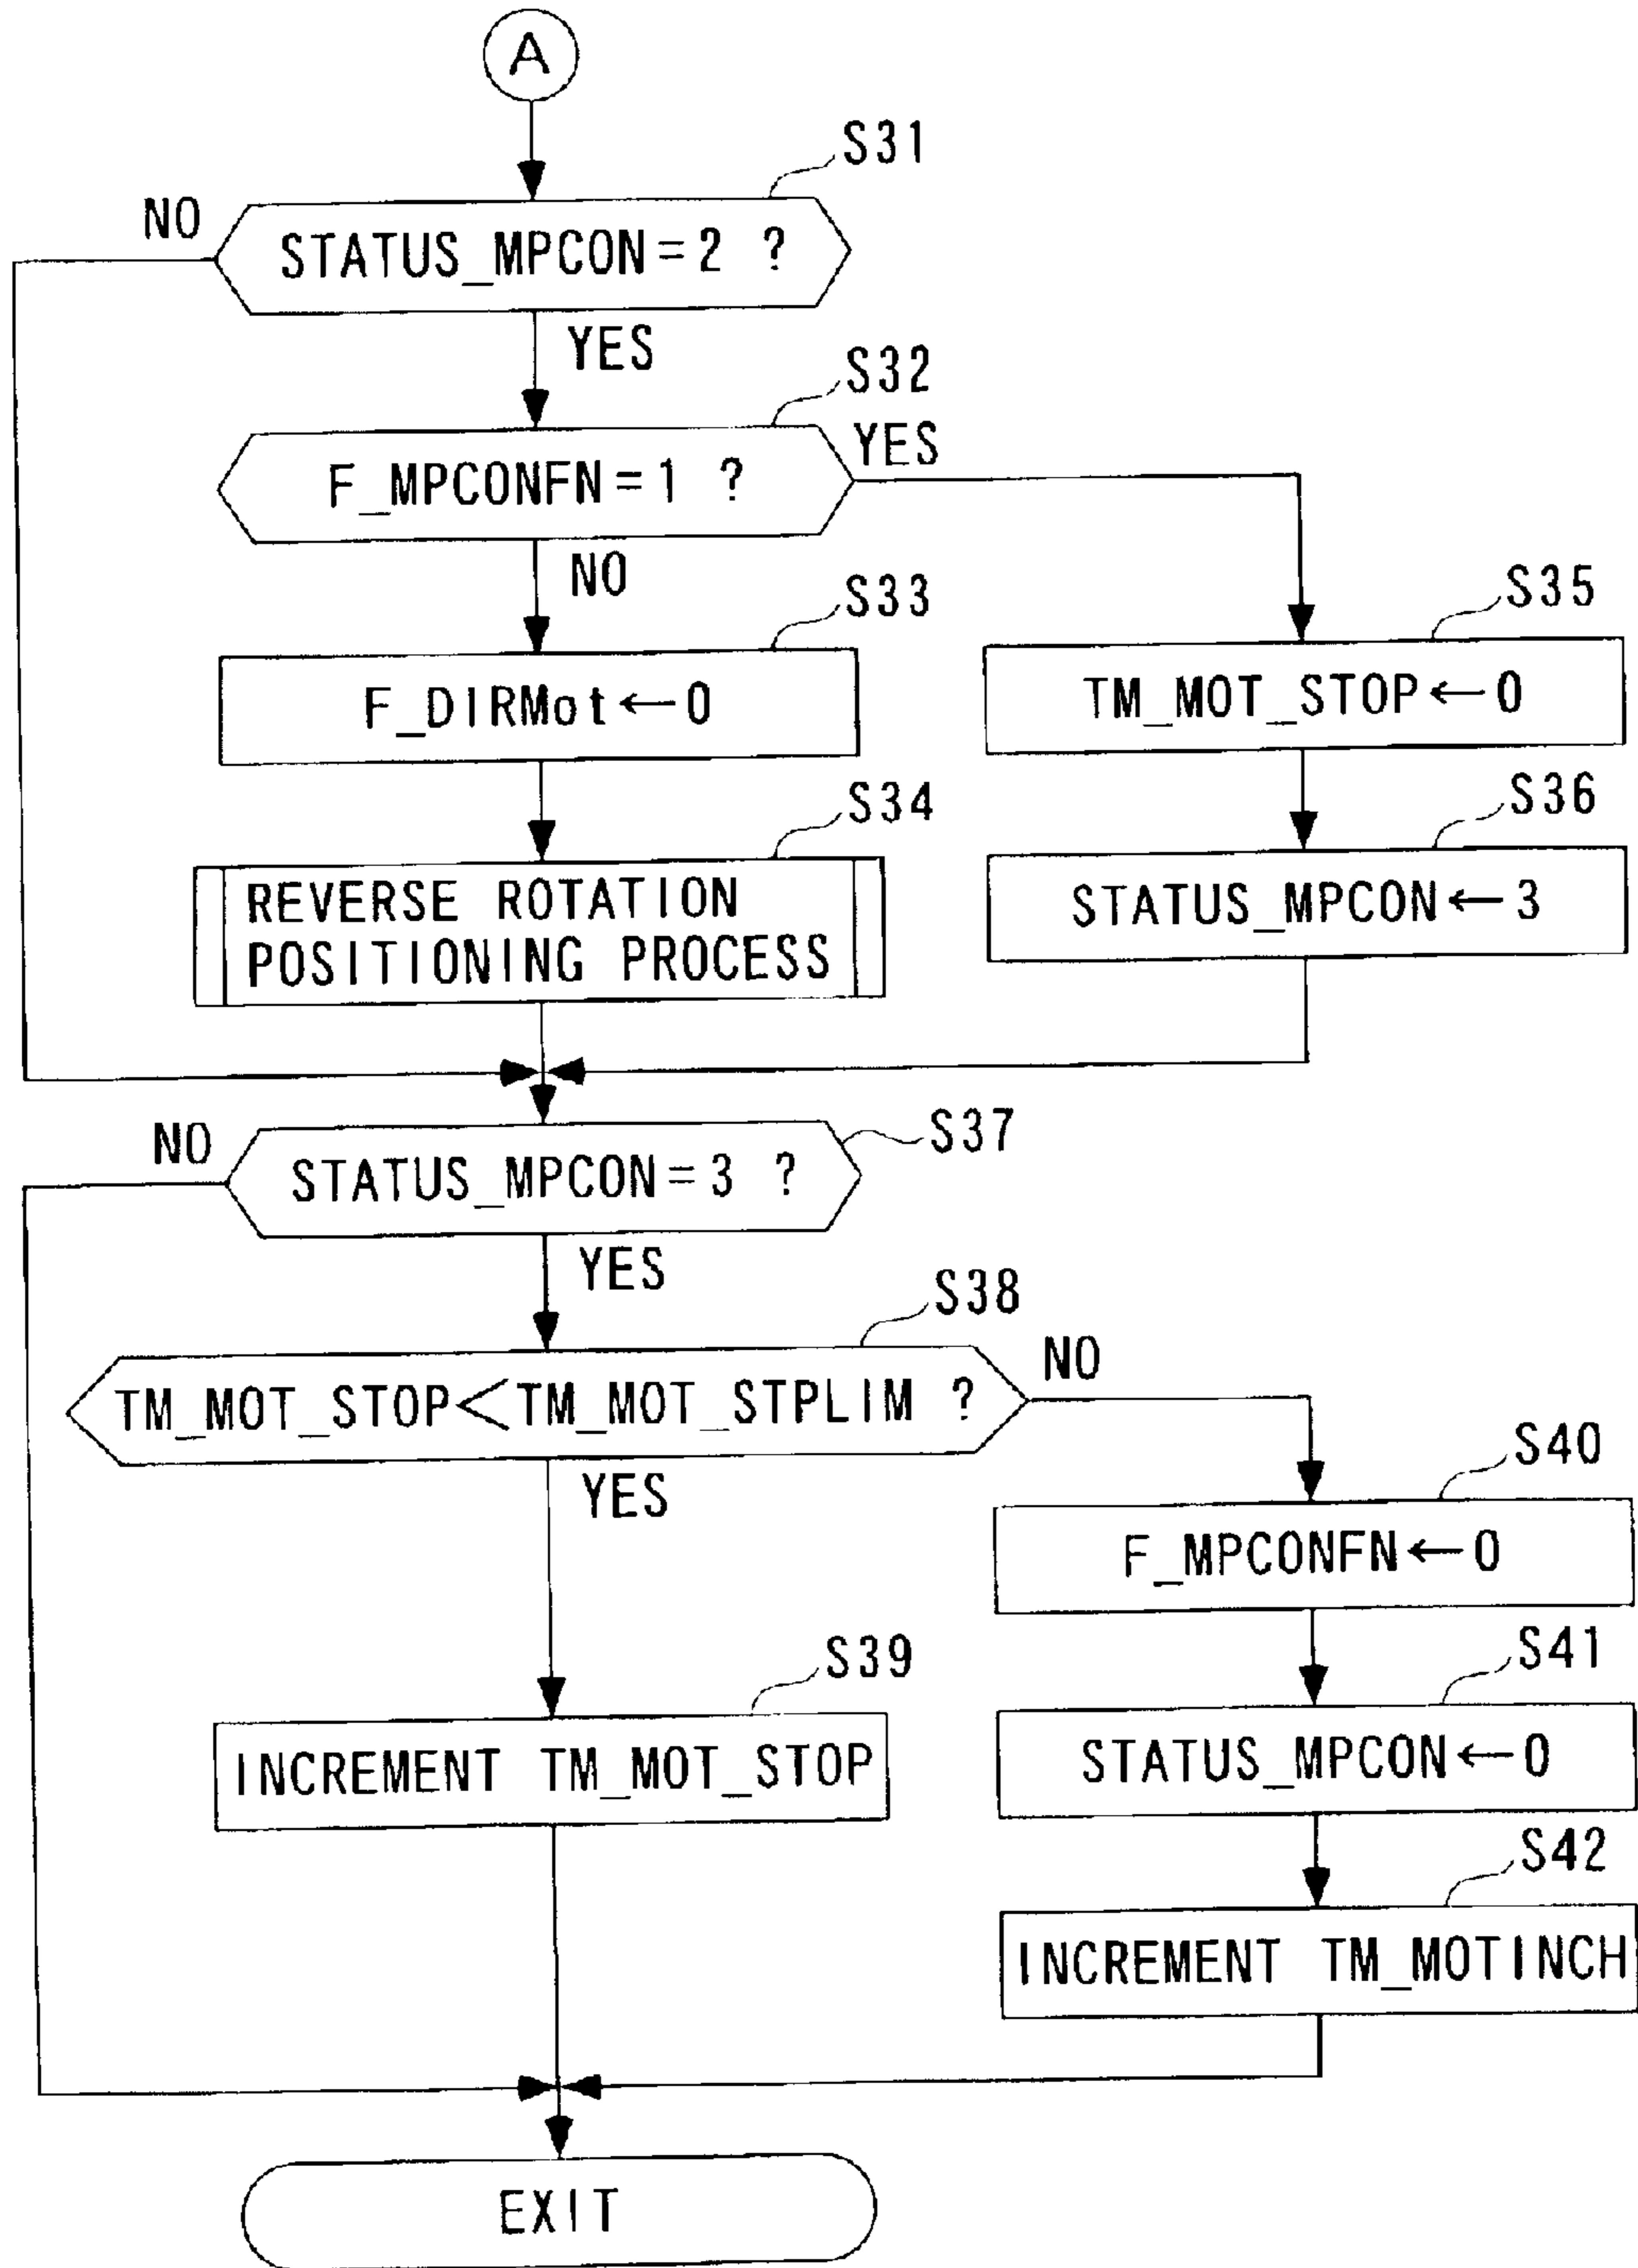 A
S31
NO
STATUS_MPCON=2 ?
YES
S32
F_MPCONFN=1 ?
YES
NO
S33
F_DIRMot←0
S35
TM_MOT_STOP←0
S34
REVERSE ROTATION
POSITIONING PROCESS
S36
STATUS_MPCON←3
S37
NO
STATUS_MPCON=3 ?
YES
S38
TM_MOT_STOP<TM_MOT_STPLIM ?
NO
YES
S40
F_MPCONFN←0
S39
INCREMENT TM_MOT_STOP
S41
STATUS_MPCON←0
S42
INCREMENT TM_MOTINCH
EXIT